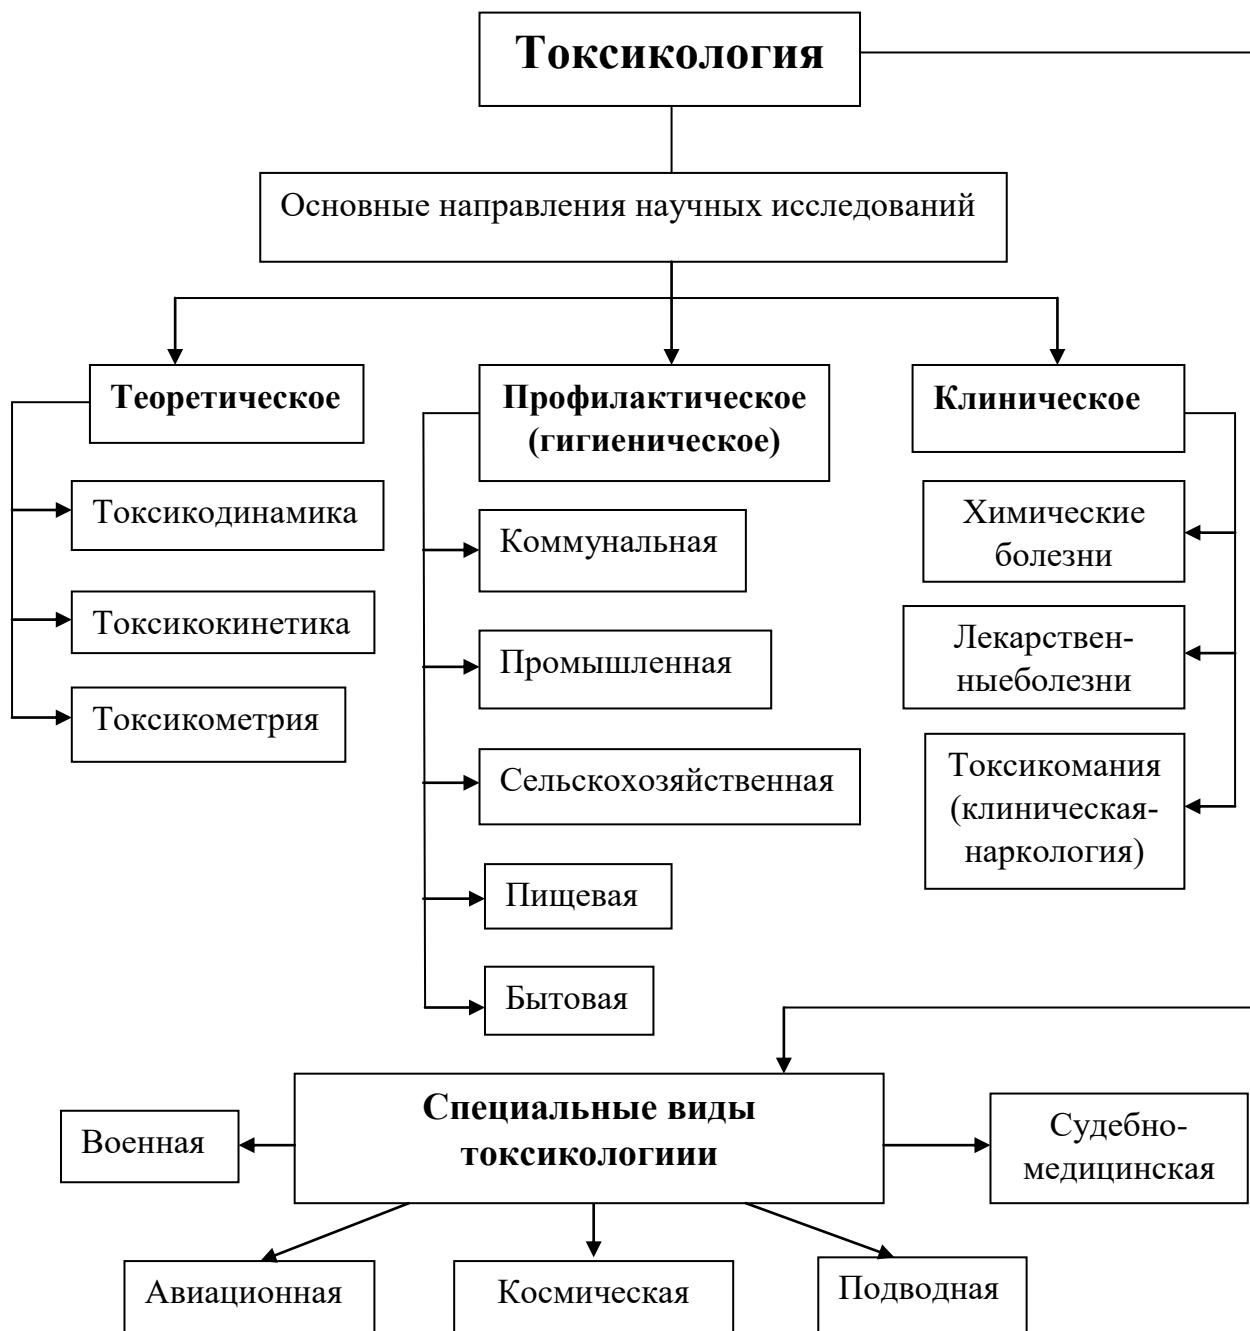 Токсикология
Основные направления научных исследований
Теоретическое
Токсикодинамика
Токсикокинетика
Токсикометрия
Профилактическое
(гигиеническое)
Коммунальная
Промышленная
Сельскохозяйственная
Пищевая
Бытовая
Клиническое
Химические
болезни
Лекарствен-
ныеболезни
Токсикомания
(клиническая-
наркология)
Специальные виды
токсикологиии
Военная
Судебно-
медицинская
Авиационная
Космическая
Подводная